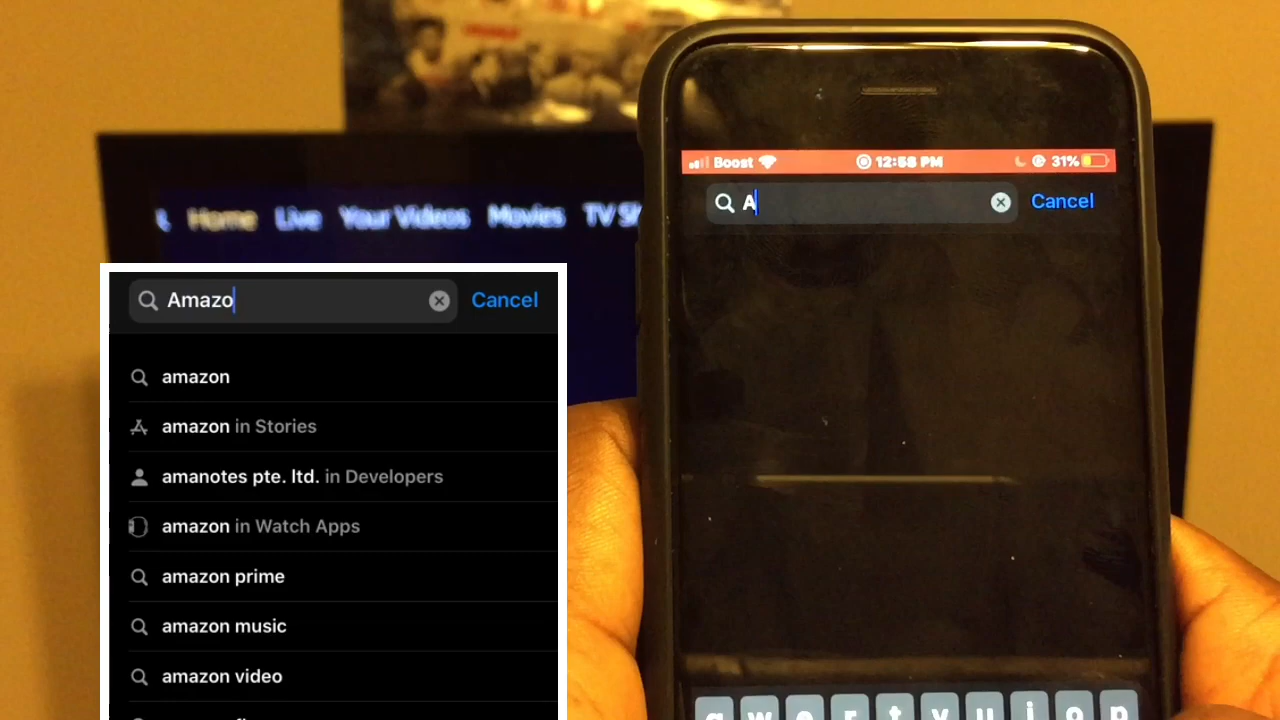 Home Live Your Videos Movies TV Sh
Boost 12:58 PM 31%
A Cancel
Amazo Cancel
amazon
amazon in Stories
amanotes pte. ltd. in Developers
amazon in Watch Apps
amazon prime
amazon music
amazon video
q w e r t y u i o p